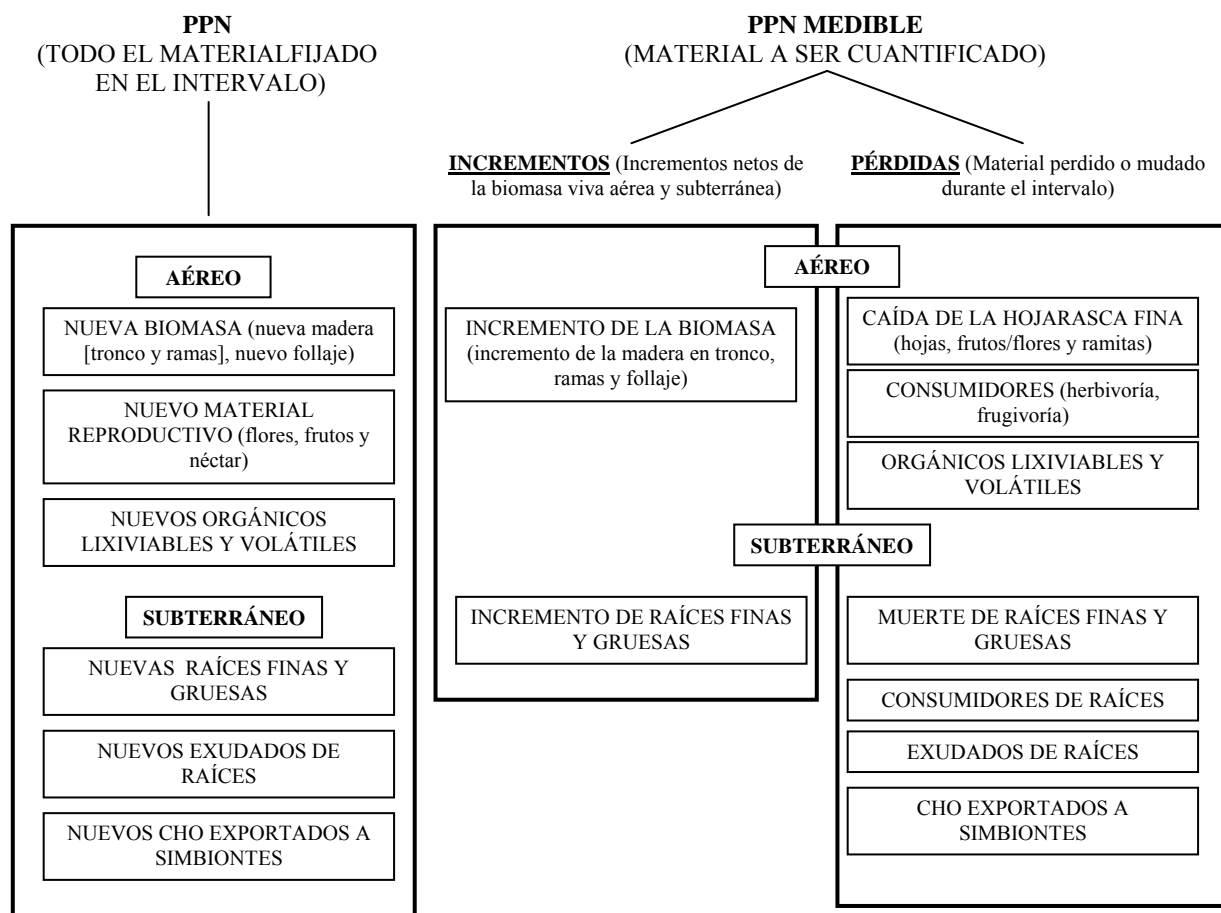 PPN
(TODO EL MATERIALFIJADO
EN EL INTERVALO)
PPN MEDIBLE
(MATERIAL A SER CUANTIFICADO)
INCREMENTOS (Incrementos netos de
la biomasa viva aérea y subterránea)
PÉRDIDAS (Material perdido o mudado
durante el intervalo)
AÉREO
NUEVA BIOMASA (nueva madera
[tronco y ramas], nuevo follaje)
NUEVO MATERIAL
REPRODUCTIVO (flores, frutos y
néctar)
NUEVOS ORGÁNICOS
LIXIVIABLES Y VOLÁTILES
SUBTERRÁNEO
NUEVAS RAÍCES FINAS Y
GRUESAS
NUEVOS EXUDADOS DE
RAÍCES
NUEVOS CHO EXPORTADOS A
SIMBIONTES
AÉREO
INCREMENTO DE LA BIOMASA
(incremento de la madera en tronco,
ramas y follaje)
CAÍDA DE LA HOJARASCA FINA
(hojas, frutos/flores y ramitas)
CONSUMIDORES (herbivoría,
frugivoría)
ORGÁNICOS LIXIVIABLES Y
VOLÁTILES
SUBTERRÁNEO
INCREMENTO DE RAÍCES FINAS
Y GRUESAS
MUERTE DE RAÍCES FINAS Y
GRUESAS
CONSUMIDORES DE RAÍCES
EXUDADOS DE RAÍCES
CHO EXPORTADOS A
SIMBIONTES